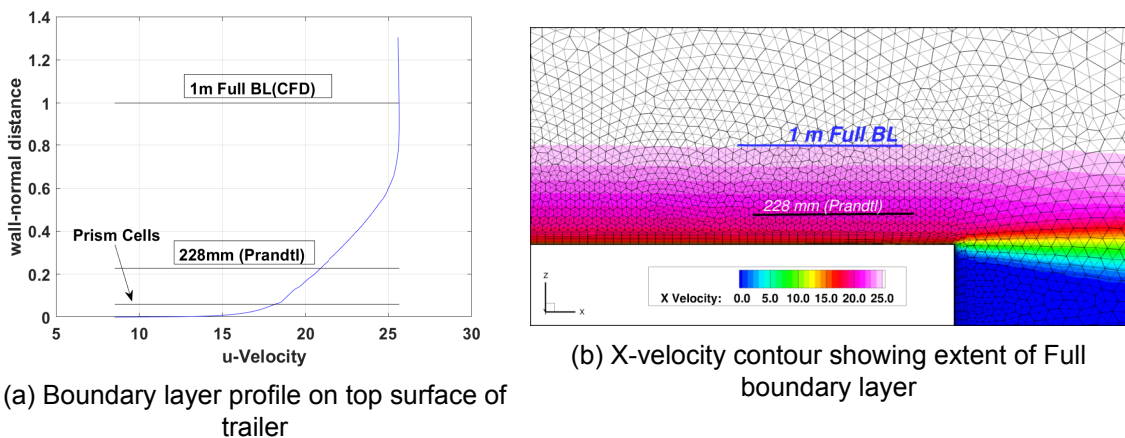 1.4
1.2
1
0.8
0.6
0.4
0.2
0
wall-normal distance
1m Full BL(CFD)
Prism Cells
228mm (Prandtl)
5 10 15 20 25 30
u-Velocity
(a) Boundary layer profile on top surface of
trailer
1 m Full BL
228 mm (Prandtl)
z
x
0.0 5.0 10.0 15.0 20.0 25.0
X Velocity:
(b) X-velocity contour showing extent of Full
boundary layer